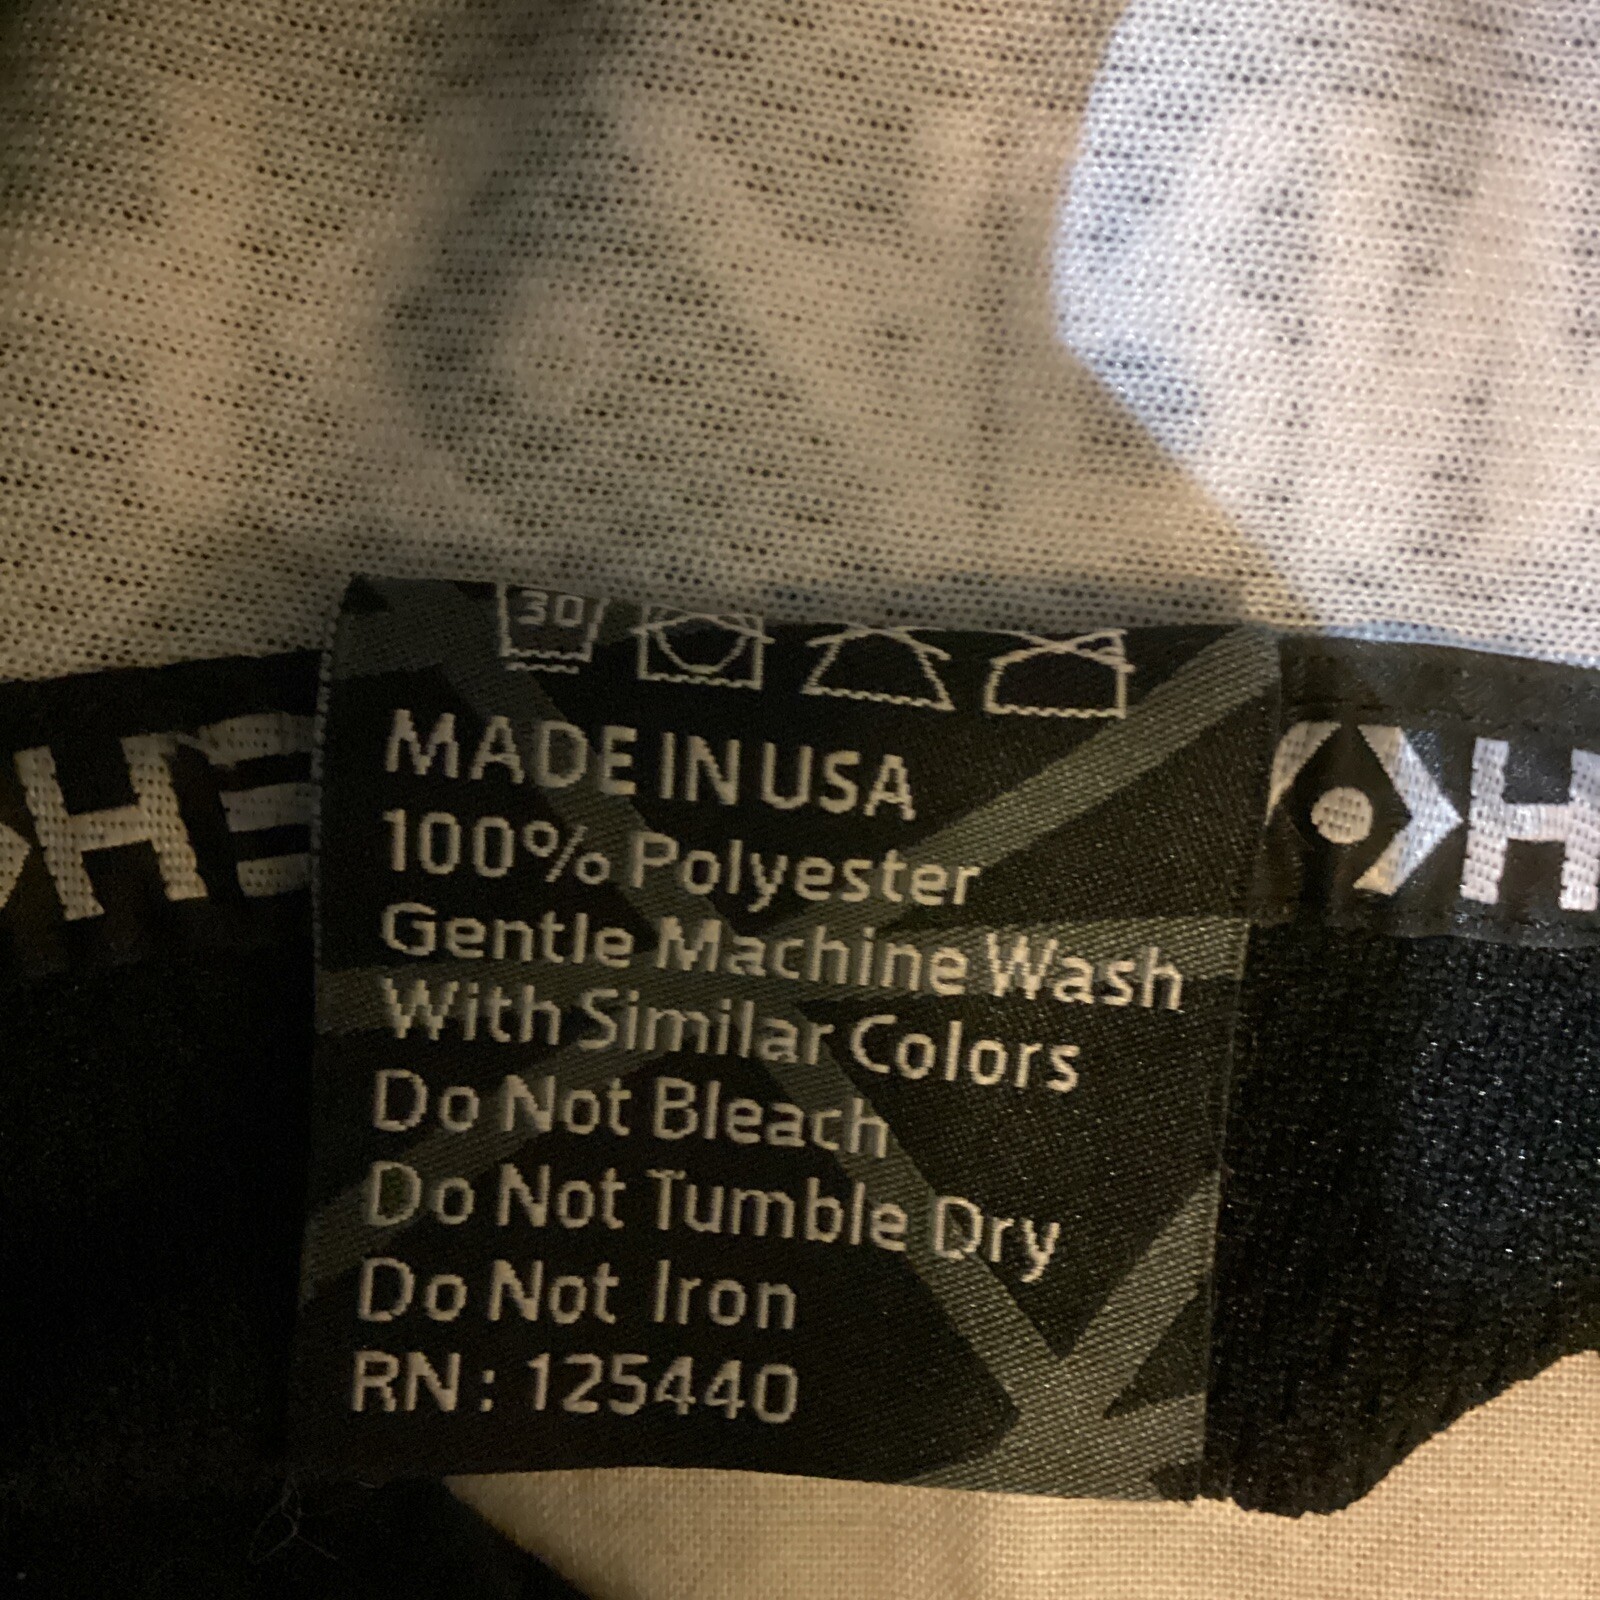 30
MADE IN USA
100% Polyester
Gentle Machine Wash
With Similar Colors
Do Not Bleach
Do Not Tumble Dry
Do Not Iron
RN: 125440